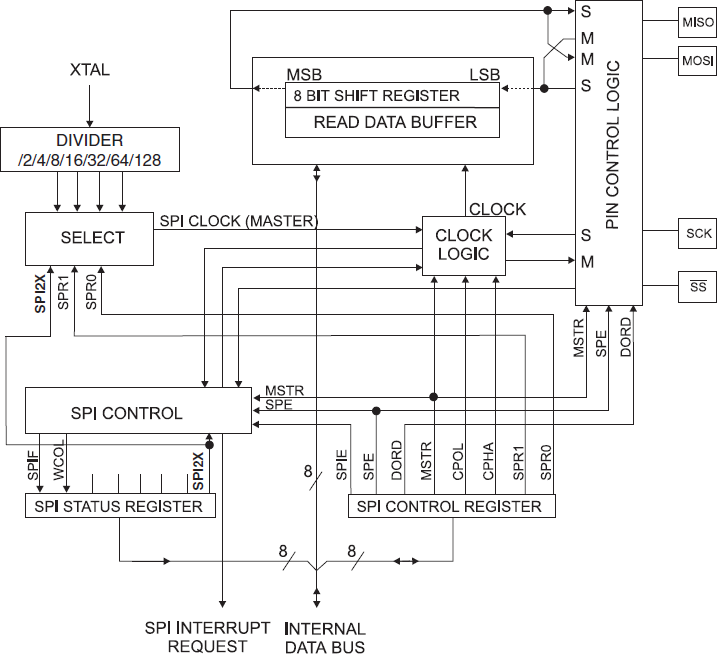 S
MISO
M
M
MOSI
XTAL
MSB
LSB
S
8 BIT SHIFT REGISTER
READ DATA BUFFER
DIVIDER
/2/4/8/16/32/64/128
PIN CONTROL LOGIC
SPI CLOCK (MASTER)
CLOCK
SELECT
CLOCK
LOGIC
S
SCK
M
SPI2X
SPR1
SPR0
SS
MSTR
SPE
DORD
MSTR
SPE
SPI CONTROL
SPIF
WCOL
SPI2X
8
SPIE
SPE
DORD
MSTR
CPOL
CPHA
SPR1
SPR0
SPI STATUS REGISTER
SPI CONTROL REGISTER
8
8
SPI INTERRUPT
REQUEST
INTERNAL
DATA BUS